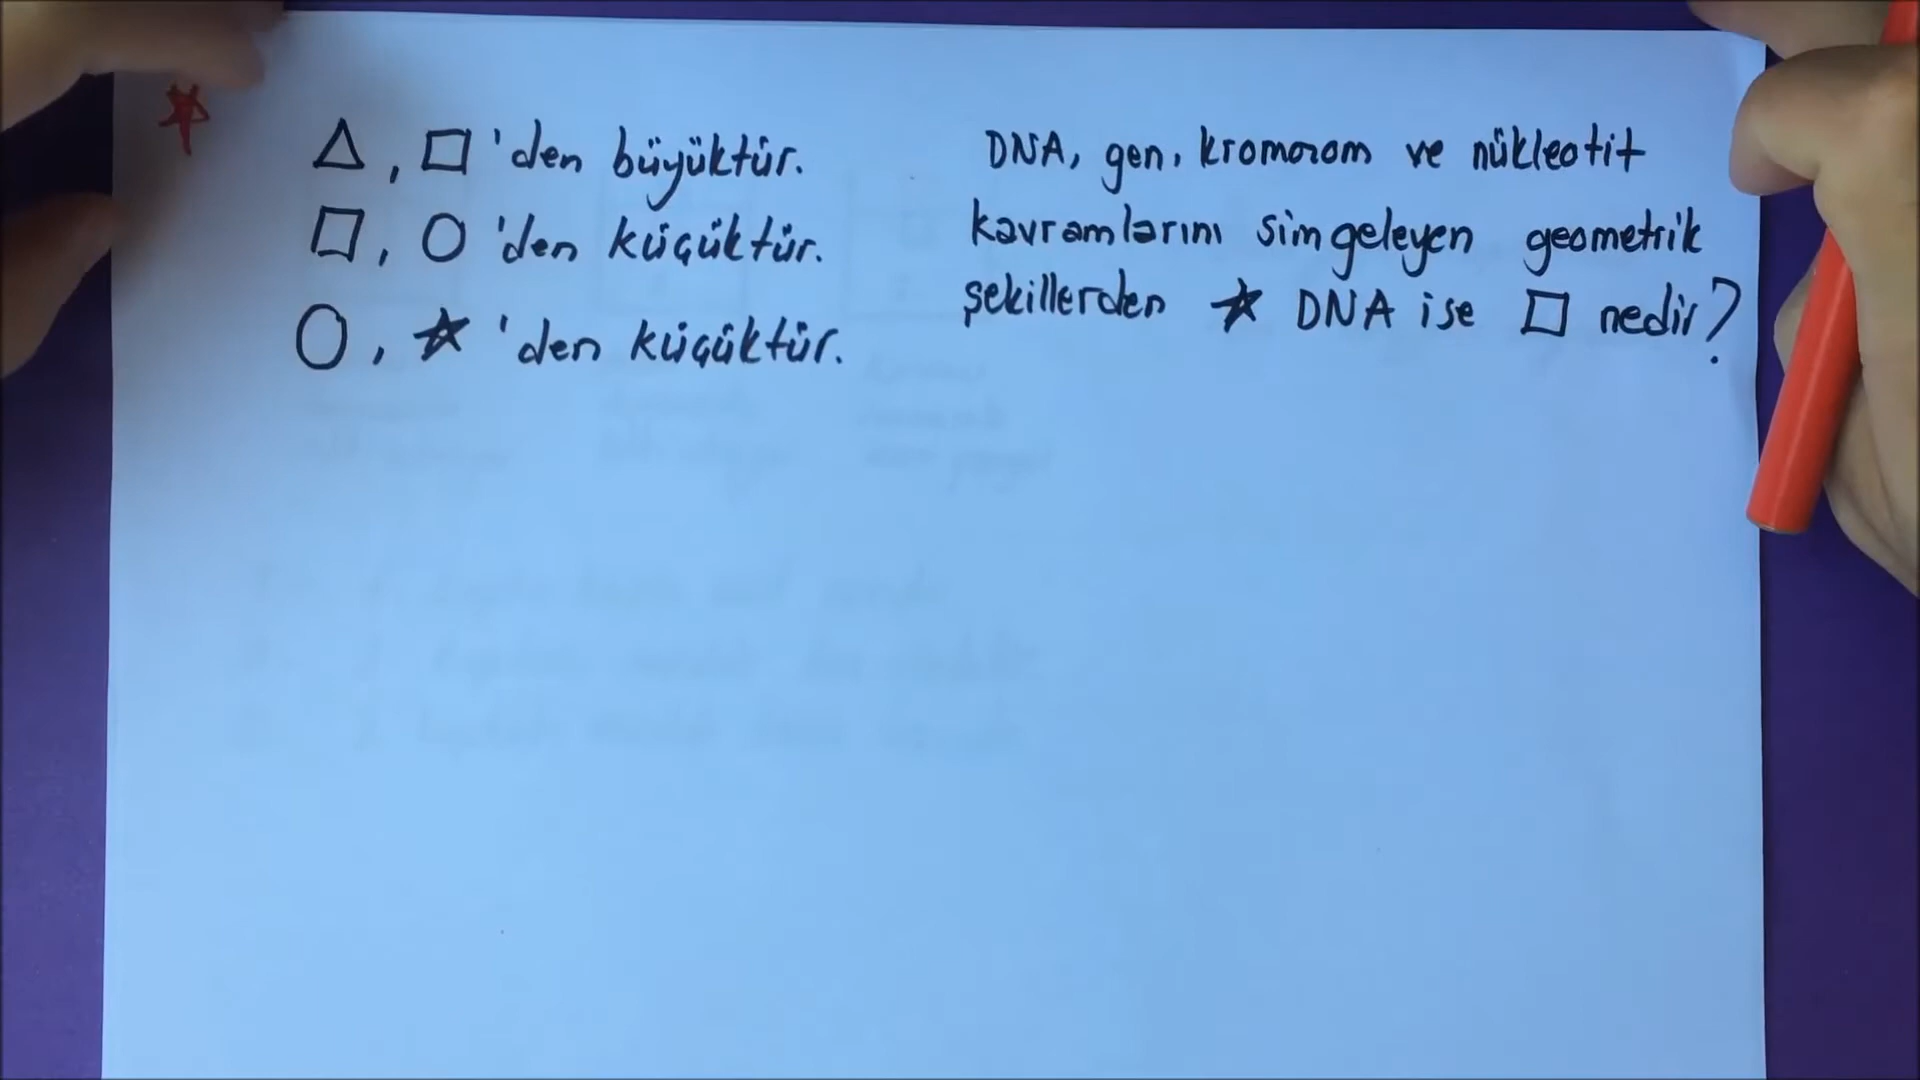 △, □'den büyüktür.
□, ○'den küçüktür.
○, ☆'den küçüktür.
DNA, gen, kromozom ve nükleotit
kavramlarını simgeleyen geometrik
şekillerden ☆ DNA ise □ nedir?